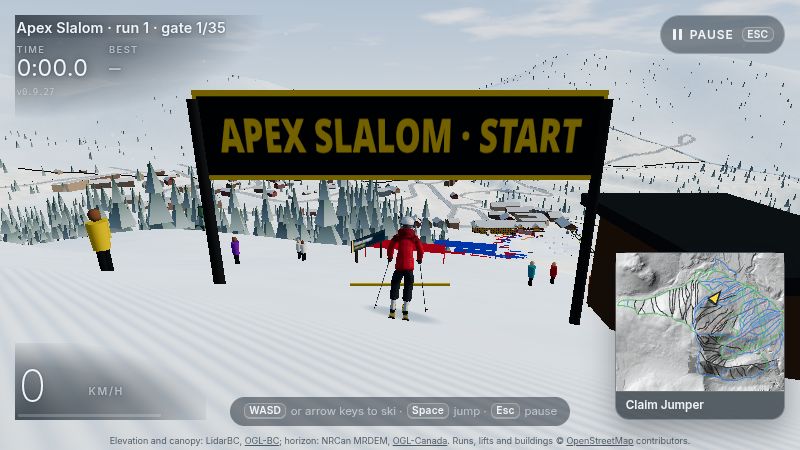 Apex Slalom · run 1 · gate 1/35
TIME BEST
0:00.0 —
v0.9.27
PAUSE ESC
APEX SLALOM · START
0 KM/H
WASD or arrow keys to ski · Space jump · Esc pause
Claim Jumper
Elevation and canopy: LidarBC, OGL-BC; horizon: NRCan MRDEM, OGL-Canada. Runs, lifts and buildings © OpenStreetMap contributors.